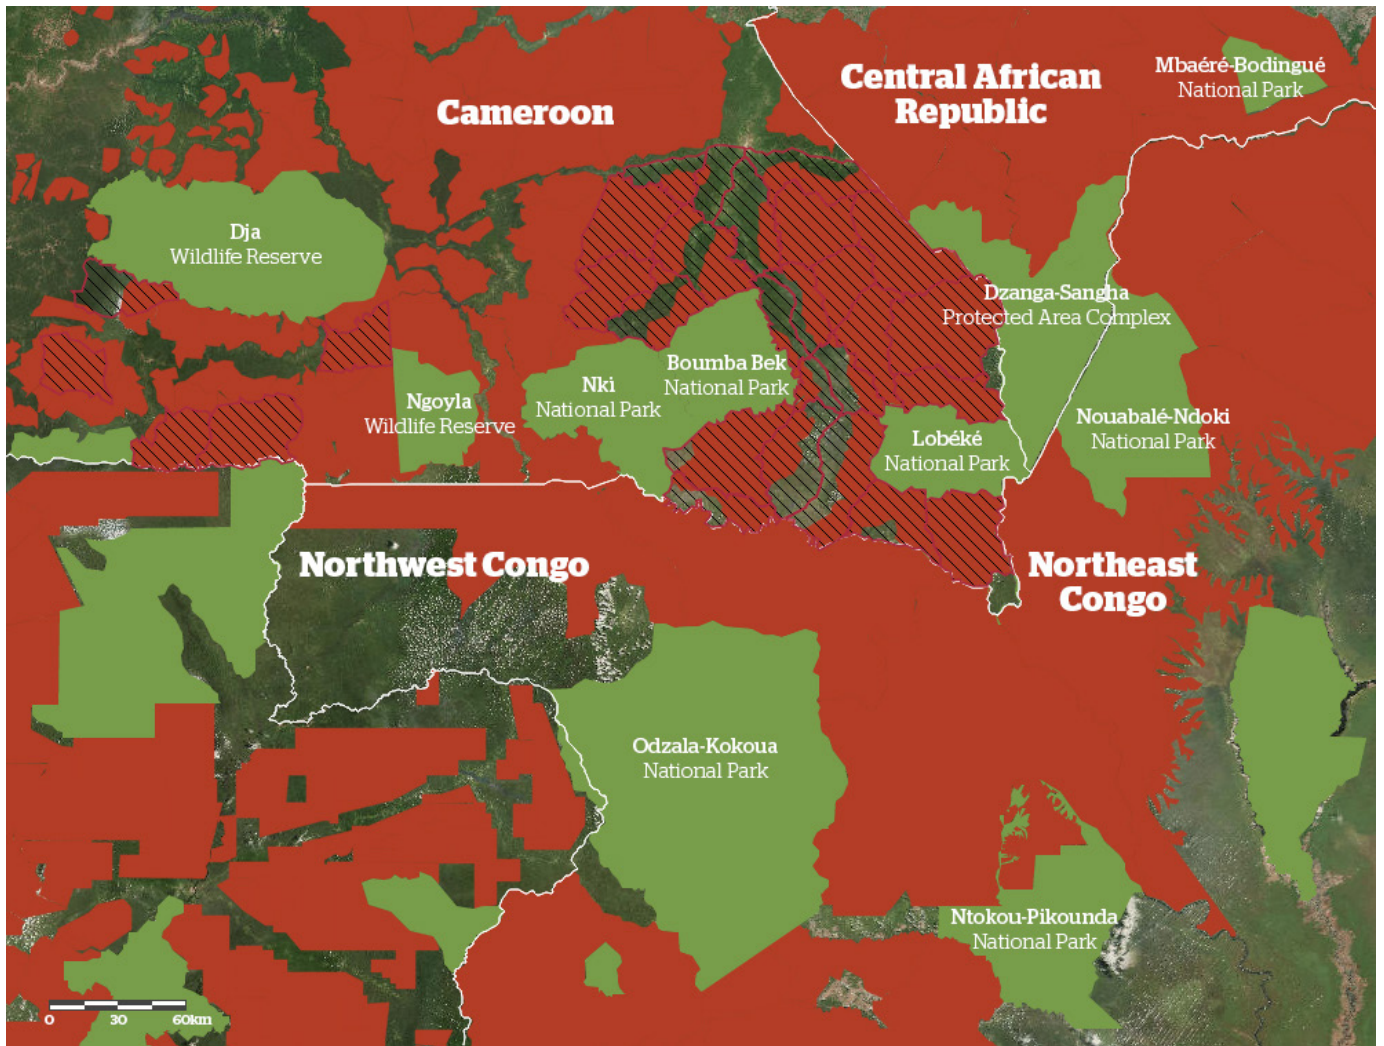 Mbaéré-Bodingué
National Park
Central African
Republic
Cameroon
Dja
Wildlife Reserve
Dzanga-Sangha
Protected Area Complex
Boumba Bek
National Park
Nki
National Park
Ngoyla
Wildlife Reserve
Nouabalé-Ndoki
National Park
Lobéké
National Park
Northwest Congo
Northeast
Congo
Odzala-Kokoua
National Park
Ntokou-Pikounda
National Park
0 30 60km